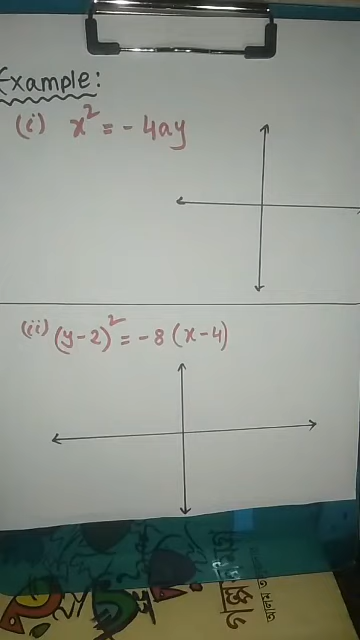 Example:
(i) x² = - 4ay
(ii) (y-2)² = -8 (x-4)